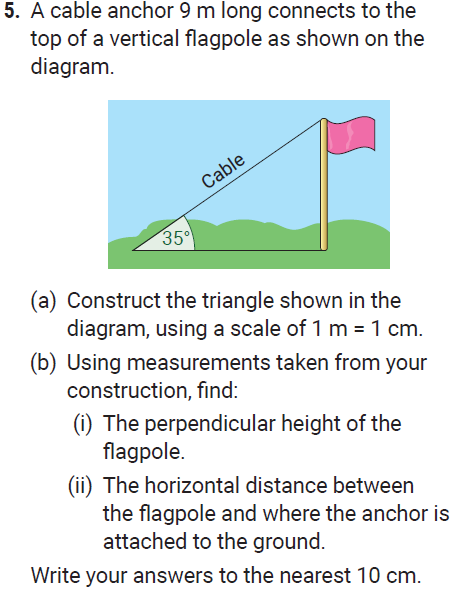 5. A cable anchor 9 m long connects to the
top of a vertical flagpole as shown on the
diagram.
Cable
35°
(a) Construct the triangle shown in the
diagram, using a scale of 1 m = 1 cm.
(b) Using measurements taken from your
construction, find:
(i) The perpendicular height of the
flagpole.
(ii) The horizontal distance between
the flagpole and where the anchor is
attached to the ground.
Write your answers to the nearest 10 cm.